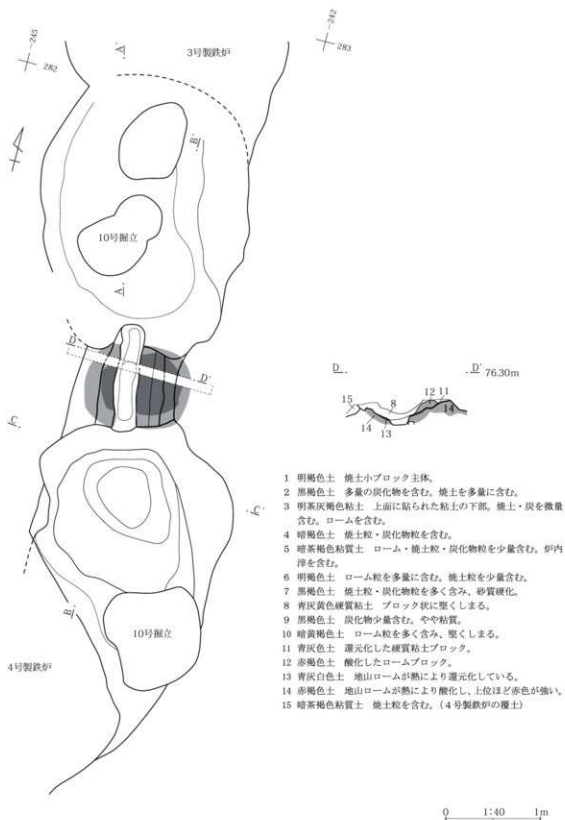 -245
282
-242
283
3号製鉄炉
A
A'
B'
10号掘立
A
D
D'
C
C'
B
10号掘立
4号製鉄炉
D
D' 76.30m
15
8
12
11
14
13
14
1 明褐色土 焼土小ブロック主体。
2 黒褐色土 多量の炭化物を含む。焼土を多量に含む。
3 明茶灰褐色粘土 上面に貼られた粘土の下部。焼土・炭を微量
含む。ロームを含む。
4 暗褐色土 焼土粒・炭化物粒を含む。
5 暗茶褐色粘質土 ローム・焼土粒・炭化物粒を少量含む。炉内
滓を含む。
6 明褐色土 ローム粒を多量に含む。焼土粒を少量含む。
7 黒褐色土 焼土粒・炭化物粒を多く含み、砂質硬化。
8 青灰黄色硬質粘土 ブロック状に堅くしまる。
9 黒褐色土 炭化物少量含む。やや粘質。
10 暗黄褐色土 ローム粒を多く含み、堅くしまる。
11 青灰色土 還元化した硬質粘土ブロック。
12 赤褐色土 酸化したロームブロック。
13 青灰白色土 地山ロームが熱により還元化している。
14 赤褐色土 地山ロームが熱により酸化し、上位ほど赤色が強い。
15 暗茶褐色粘質土 焼土粒を含む。(4号製鉄炉の覆土)
0 1:40 1m